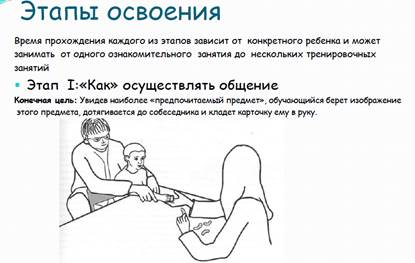 Этапы освоения
Время прохождения каждого из этапов зависит от конкретного ребенка и может
занимать от одного ознакомительного занятия до нескольких тренировочных
занятий
Этап I:«Как» осуществлять общение
Конечная цель: Увидев наиболее «предпочитаемый предмет», обучающийся берет изображение
этого предмета, дотягивается до собеседника и кладет карточку ему в руку.